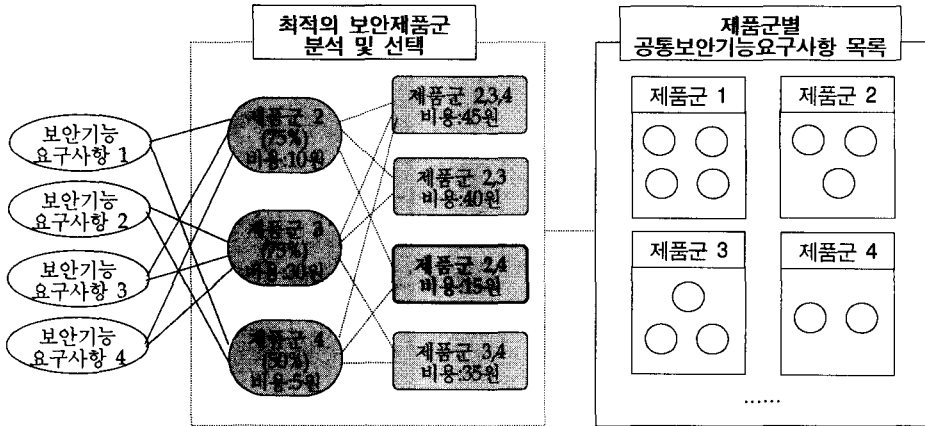 최적의 보안제품군
분석 및 선택
제품군별
공통보안기능요구사항 목록
보안기능
요구사항 1
보안기능
요구사항 2
보안기능
요구사항 3
보안기능
요구사항 4
제품군 2
(75%)
비용:10원
제품군 3
(75%)
비용:30원
제품군 4
(50%)
비용:5원
제품군 2,3,4
비용:45원
제품군 2,3
비용:40원
제품군 2,4
비용:15원
제품군 3,4
비용:35원
제품군 1
제품군 2
제품군 3
제품군 4
......